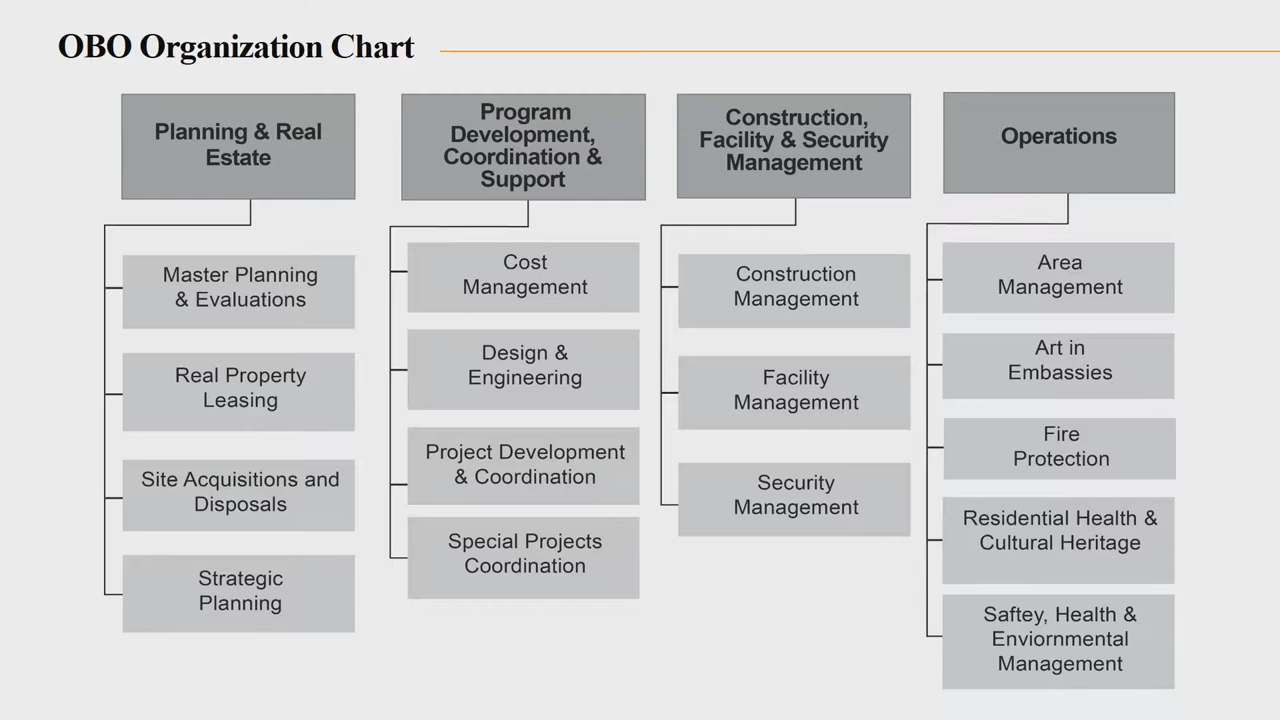 OBO Organization Chart
Planning & Real
Estate
Master Planning
& Evaluations
Real Property
Leasing
Site Acquisitions and
Disposals
Strategic
Planning
Program
Development,
Coordination &
Support
Cost
Management
Design &
Engineering
Project Development
& Coordination
Special Projects
Coordination
Construction,
Facility & Security
Management
Construction
Management
Facility
Management
Security
Management
Operations
Area
Management
Art in
Embassies
Fire
Protection
Residential Health &
Cultural Heritage
Saftey, Health &
Enviornmental
Management